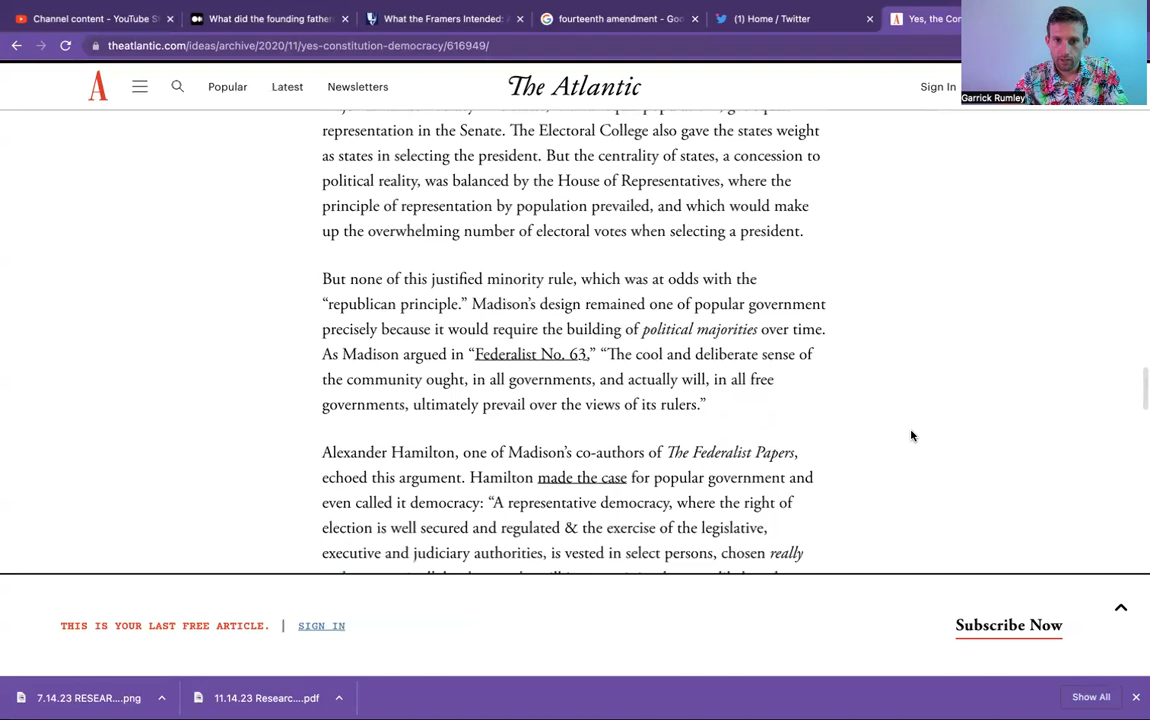 Channel content - YouTube S
What did the founding father
What the Framers Intended:
fourteenth amendment - Goo
(1) Home / Twitter
Yes, the Con
theatlantic.com/ideas/archive/2020/11/yes-constitution-democracy/616949/
Popular
Latest
Newsletters
The Atlantic
Sign In
Garrick Rumley
representation in the Senate. The Electoral College also gave the states weight
as states in selecting the president. But the centrality of states, a concession to
political reality, was balanced by the House of Representatives, where the
principle of representation by population prevailed, and which would make
up the overwhelming number of electoral votes when selecting a president.
But none of this justified minority rule, which was at odds with the
“republican principle.” Madison’s design remained one of popular government
precisely because it would require the building of political majorities over time.
As Madison argued in “Federalist No. 63,” “The cool and deliberate sense of
the community ought, in all governments, and actually will, in all free
governments, ultimately prevail over the views of its rulers.”
Alexander Hamilton, one of Madison’s co-authors of The Federalist Papers,
echoed this argument. Hamilton made the case for popular government and
even called it democracy: “A representative democracy, where the right of
election is well secured and regulated & the exercise of the legislative,
executive and judiciary authorities, is vested in select persons, chosen really
THIS IS YOUR LAST FREE ARTICLE. | SIGN IN
Subscribe Now
7.14.23 RESEAR....png
11.14.23 Researc....pdf
Show All